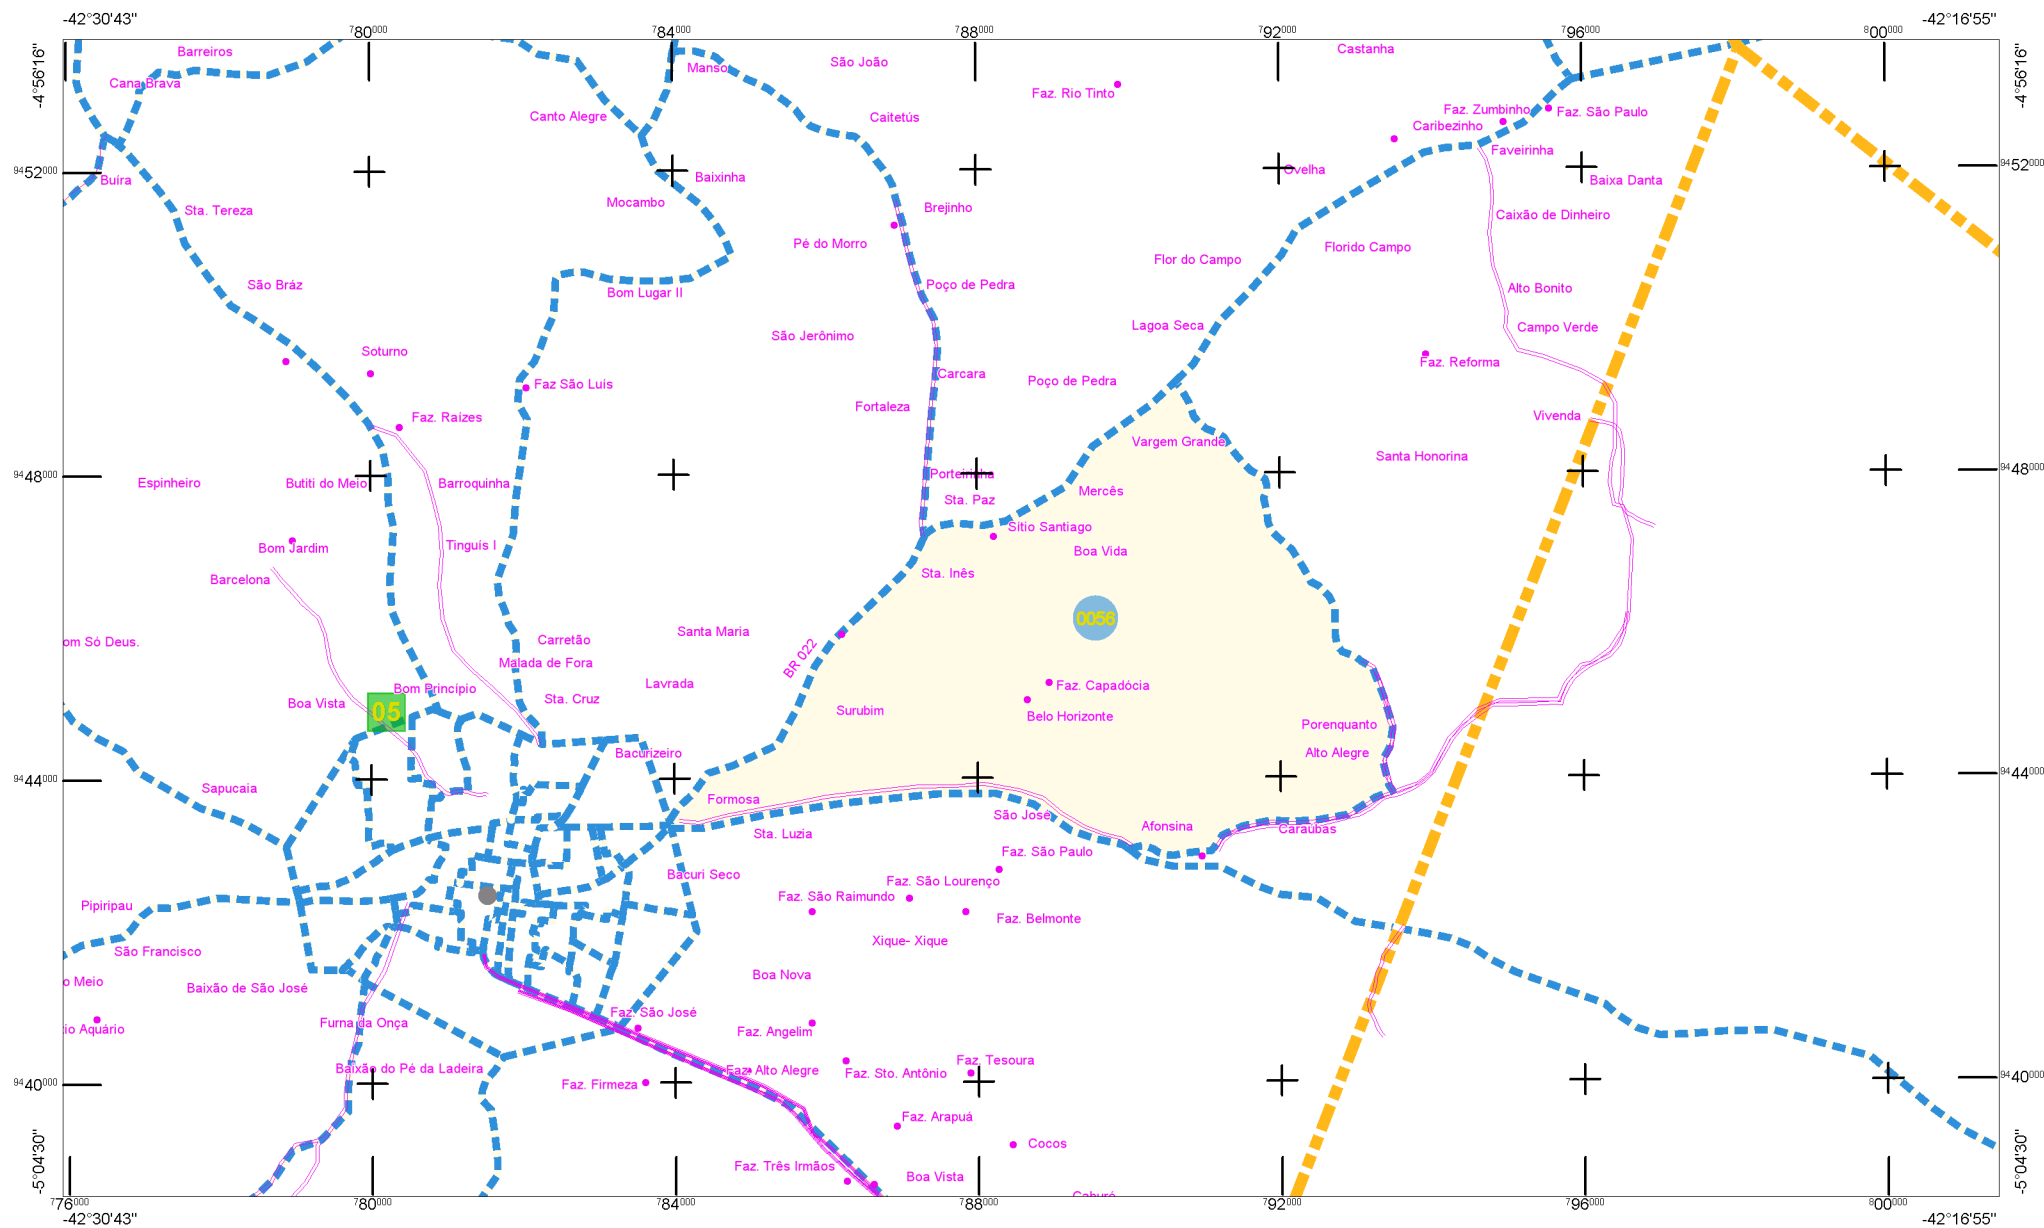 -42°30'43"
-42°16'55"
780000
784000
788000
792000
796000
800000
-4°56'16"
-4°56'16"
Barreiros
Castanha
São João
Manso
Cana Brava
Faz. Rio Tinto
Faz. Zumbinho
Faz. São Paulo
Canto Alegre
Caitetús
Caribezinho
Faveirinha
9452000
9452000
Ovelha
Buíra
Baixinha
Baixa Danta
Mocambo
Sta. Tereza
Brejinho
Caixão de Dinheiro
Pé do Morro
Florido Campo
Flor do Campo
São Bráz
Poço de Pedra
Bom Lugar II
Alto Bonito
Lagoa Seca
Campo Verde
São Jerônimo
Soturno
Faz. Reforma
Carcara
Poço de Pedra
Faz São Luis
Fortaleza
Faz. Raízes
Vivenda
Vargem Grande
Santa Honorina
9448000
9448000
Porteirinha
Espinheiro
Butiti do Meio
Barroquinha
Mercês
Sta. Paz
Sítio Santiago
Tinguís I
Bom Jardim
Boa Vida
Barcelona
Sta. Inês
0056
Santa Maria
om Só Deus.
Carretão
BR 022
Malada de Fora
Lavrada
Faz. Capadócia
Bom Principio
Boa Vista
Sta. Cruz
05
Surubim
Belo Horizonte
Porenquanto
Bacurizeiro
Alto Alegre
9444000
9444000
Sapucaia
Formosa
São José
Afonsina
Caraúbas
Sta. Luzia
Faz. São Paulo
Bacuri Seco
Faz. São Lourenço
Faz. São Raimundo
Pipiripau
Faz. Belmonte
Xique- Xique
São Francisco
Boa Nova
o Meio
Baixão de São José
Faz. São José
Furna da Onça
io Aquário
Faz. Angelim
Faz. Tesoura
Baixão do Pé da Ladeira
Faz. Alto Alegre
Faz. Sto. Antônio
9440000
9440000
Faz. Firmeza
Faz. Arapuá
Cocos
Faz. Três Irmãos
Boa Vista
Caburé
-5°04'30"
-5°04'30"
776000
780000
784000
788000
792000
796000
800000
-42°30'43"
-42°16'55"